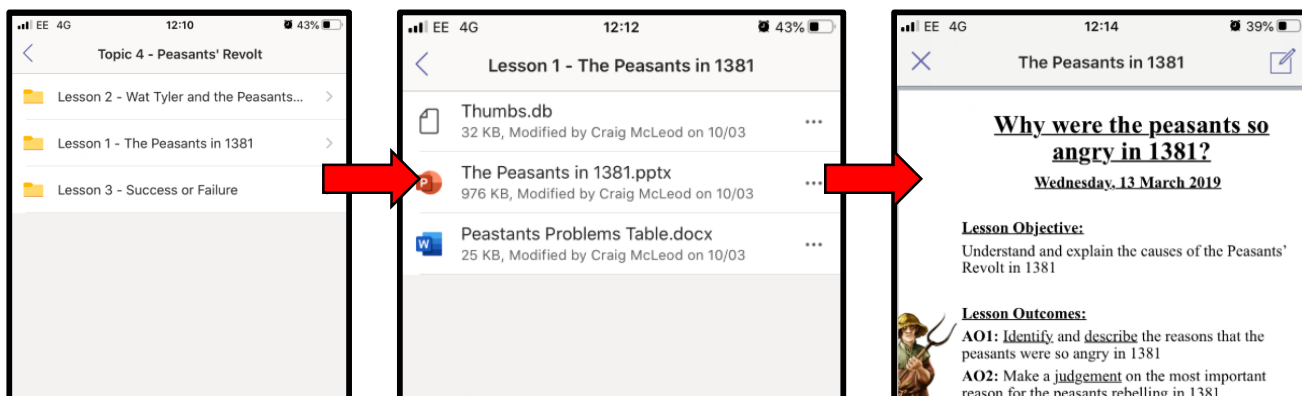 EE 4G 12:10 43%
Topic 4 - Peasants' Revolt
Lesson 2 - Wat Tyler and the Peasants...
Lesson 1 - The Peasants in 1381
Lesson 3 - Success or Failure
EE 4G 12:12 43%
Lesson 1 - The Peasants in 1381
Thumbs.db
32 KB, Modified by Craig McLeod on 10/03
P
The Peasants in 1381.pptx
976 KB, Modified by Craig McLeod on 10/03
W
Peastants Problems Table.docx
25 KB, Modified by Craig McLeod on 10/03
EE 4G 12:14 39%
The Peasants in 1381
Why were the peasants so
angry in 1381?
Wednesday, 13 March 2019
Lesson Objective:
Understand and explain the causes of the Peasants’
Revolt in 1381
Lesson Outcomes:
AO1: Identify and describe the reasons that the
peasants were so angry in 1381
AO2: Make a judgement on the most important
reason for the peasants rebelling in 1381